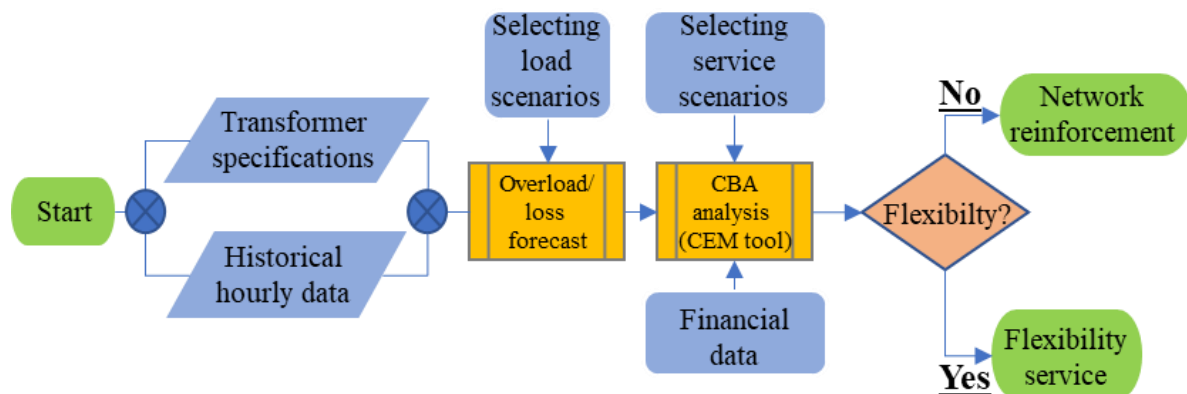 Start
Transformer
specifications
Historical
hourly data
Selecting
load
scenarios
Overload/
loss
forecast
Selecting
service
scenarios
CBA
analysis
(CEM tool)
Financial
data
Flexibilty?
No
Network
reinforcement
Yes
Flexibility
service